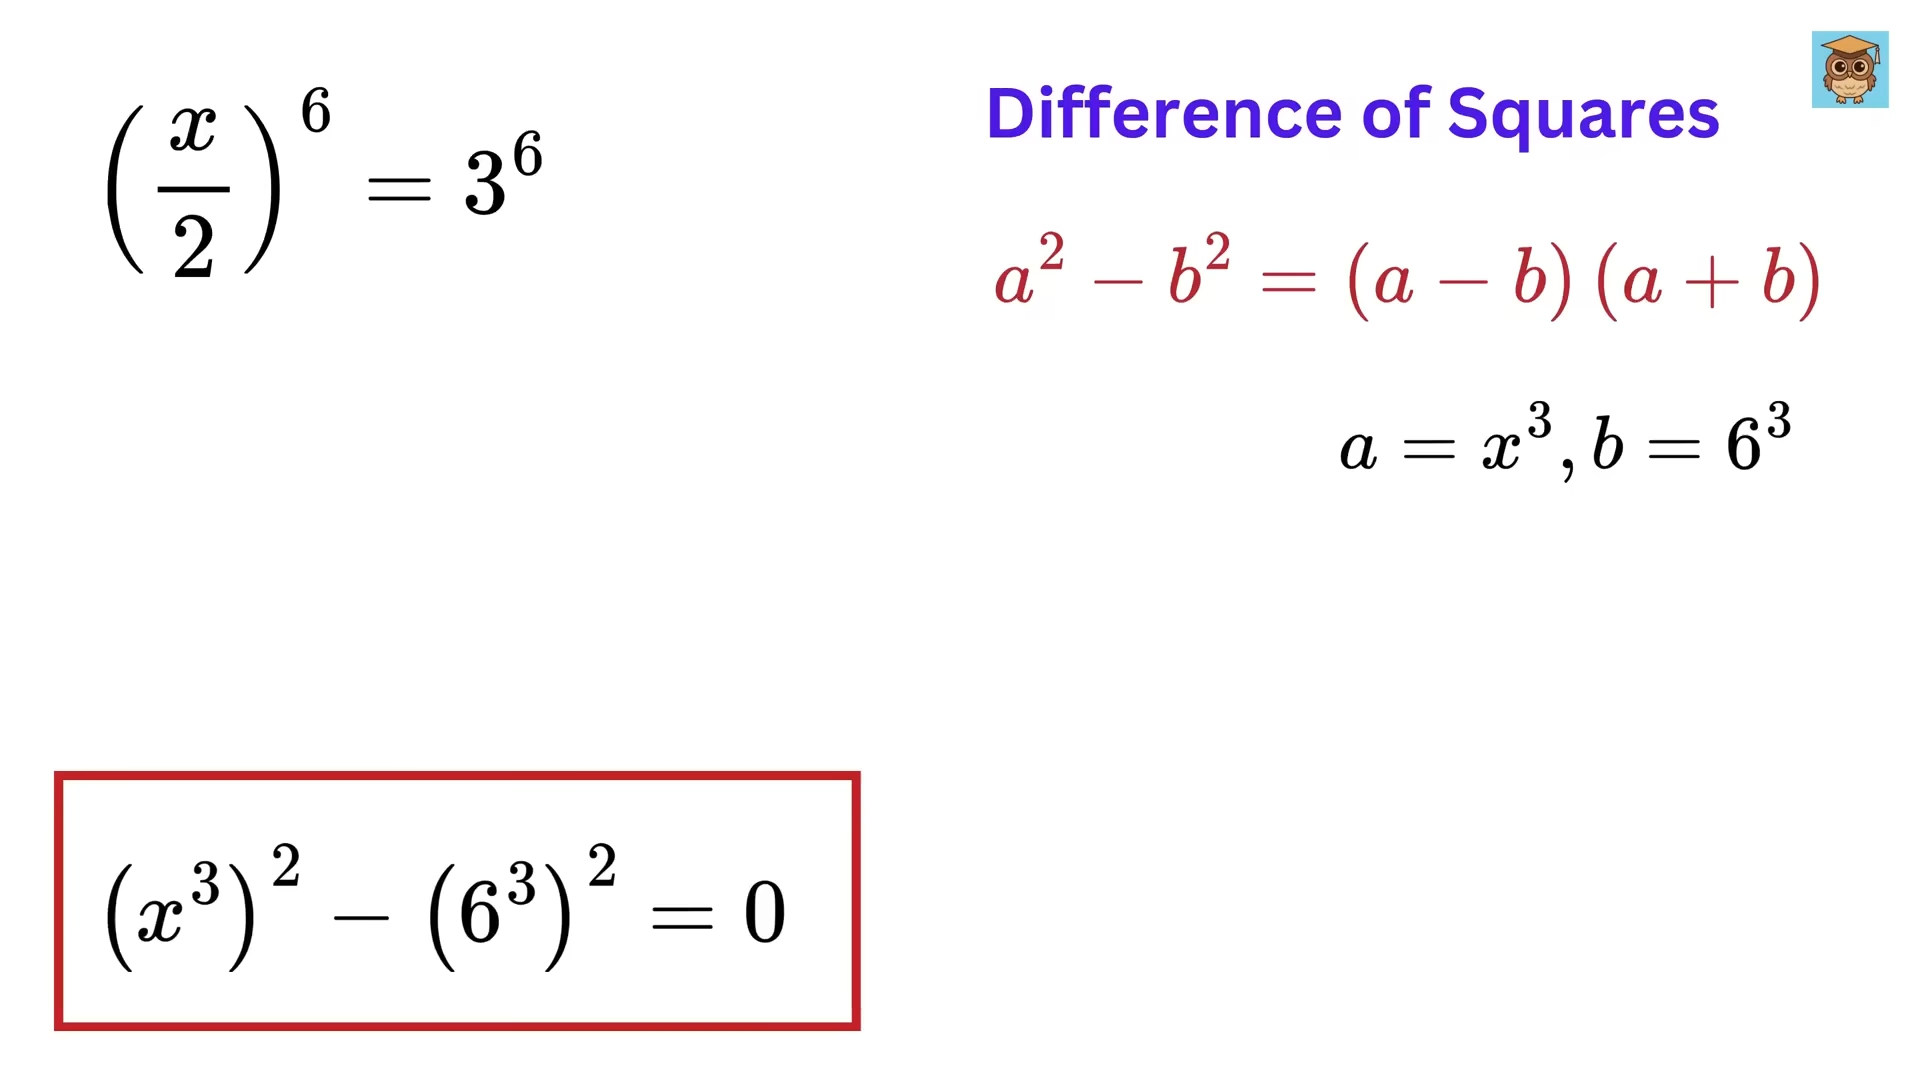 (x/2)^6 = 3^6
Difference of Squares
a^2 − b^2 = (a − b) (a + b)
a = x^3, b = 6^3
(x^3)^2 − (6^3)^2 = 0